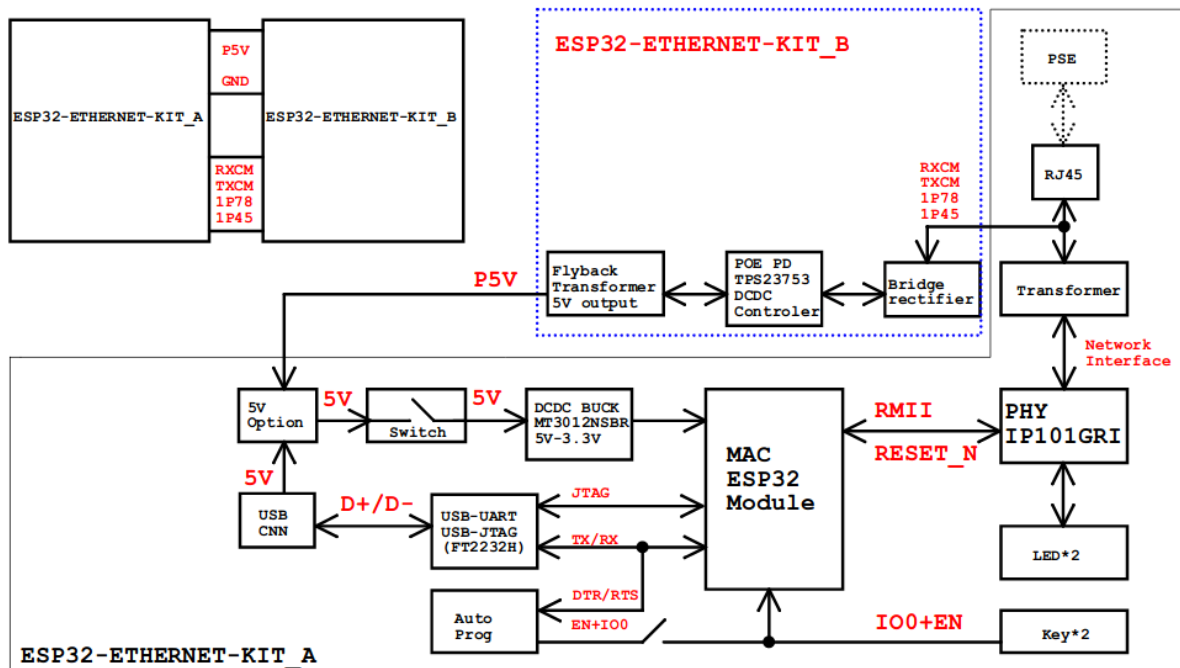 ESP32-ETHERNET-KIT_A
P5V
GND
RXCM
TXCM
1P78
1P45
ESP32-ETHERNET-KIT_B
ESP32-ETHERNET-KIT_B
PSE
RJ45
RXCM
TXCM
1P78
1P45
P5V
Flyback
Transformer
5V output
POE PD
TPS23753
DCDC
Controler
Bridge
rectifier
Transformer
Network
Interface
5V
Option
5V
Switch
5V
DCDC BUCK
MT3012NSBR
5V-3.3V
MAC
ESP32
Module
RMII
RESET_N
PHY
IP101GRI
5V
USB
CNN
D+/D-
USB-UART
USB-JTAG
(FT2232H)
JTAG
TX/RX
LED*2
DTR/RTS
Auto
Prog
EN+IO0
IO0+EN
Key*2
ESP32-ETHERNET-KIT_A